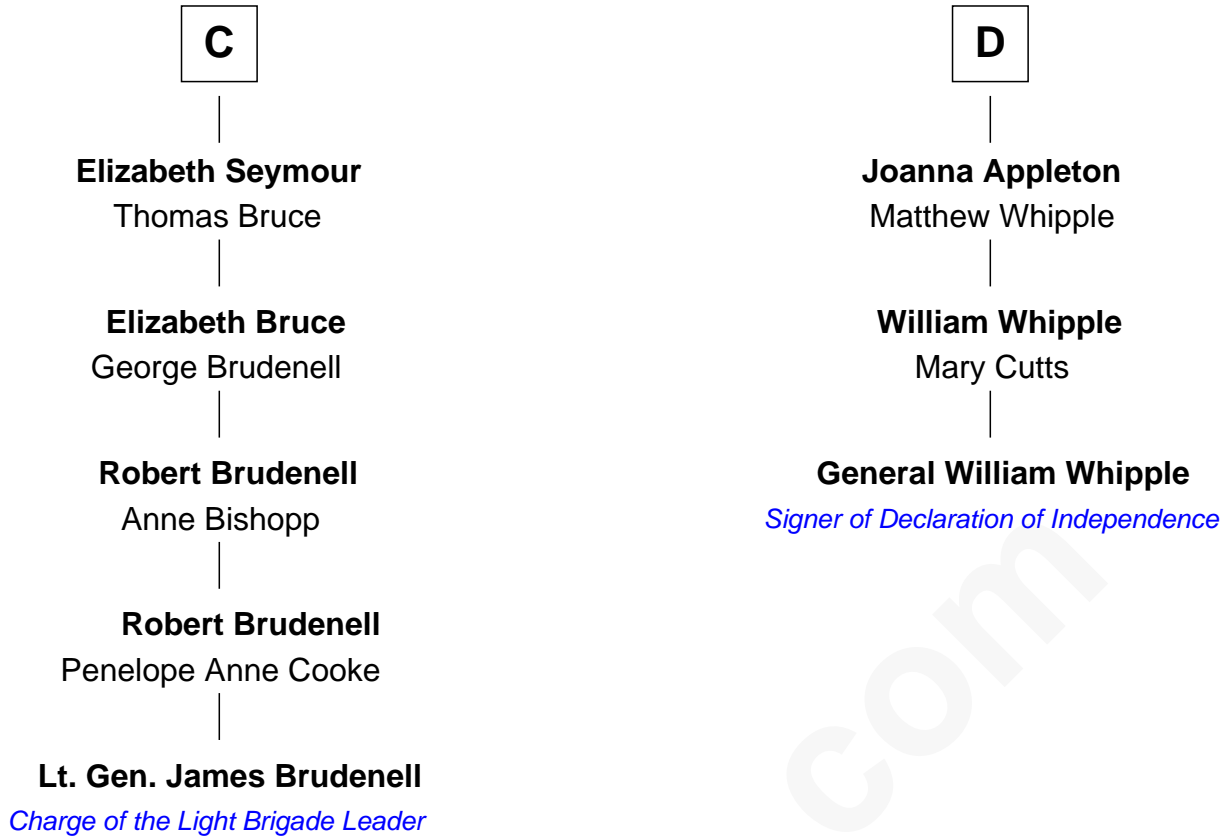 C
Elizabeth Seymour
Thomas Bruce
Elizabeth Bruce
George Brudenell
Robert Brudenell
Anne Bishopp
Robert Brudenell
Penelope Anne Cooke
Lt. Gen. James Brudenell
Charge of the Light Brigade Leader
D
Joanna Appleton
Matthew Whipple
William Whipple
Mary Cutts
General William Whipple
Signer of Declaration of Independence
com